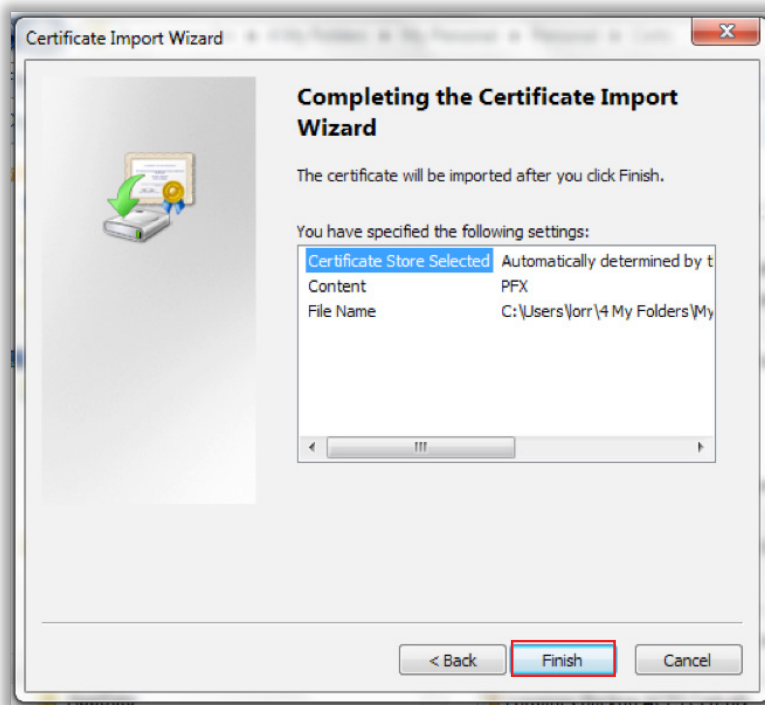 Certificate Import Wizard
Completing the Certificate Import
Wizard
The certificate will be imported after you click Finish.
You have specified the following settings:
Certificate Store Selected Automatically determined by t
Content PFX
File Name C:\Users\lorr\4 My Folders\My
< Back Finish Cancel